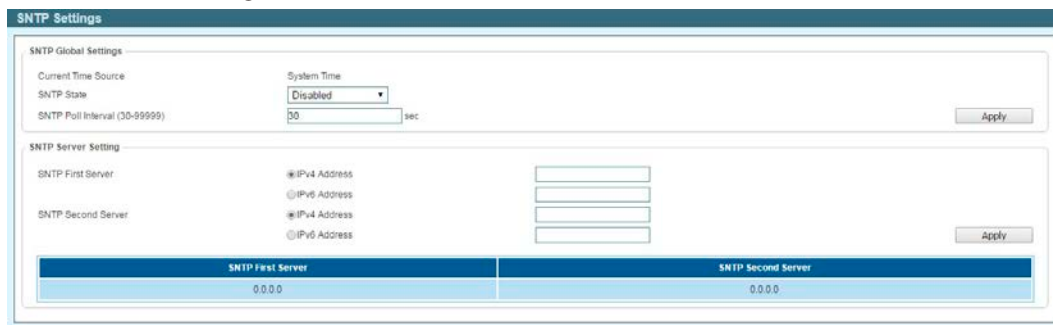 SNTP Settings
SNTP Global Settings
Current Time Source System Time
SNTP State Disabled
SNTP Poll Interval (30-99999) 30 sec
Apply
SNTP Server Setting
SNTP First Server IPv4 Address
IPv6 Address
SNTP Second Server IPv4 Address
IPv6 Address
Apply
SNTP First Server SNTP Second Server
0.0.0.0 0.0.0.0